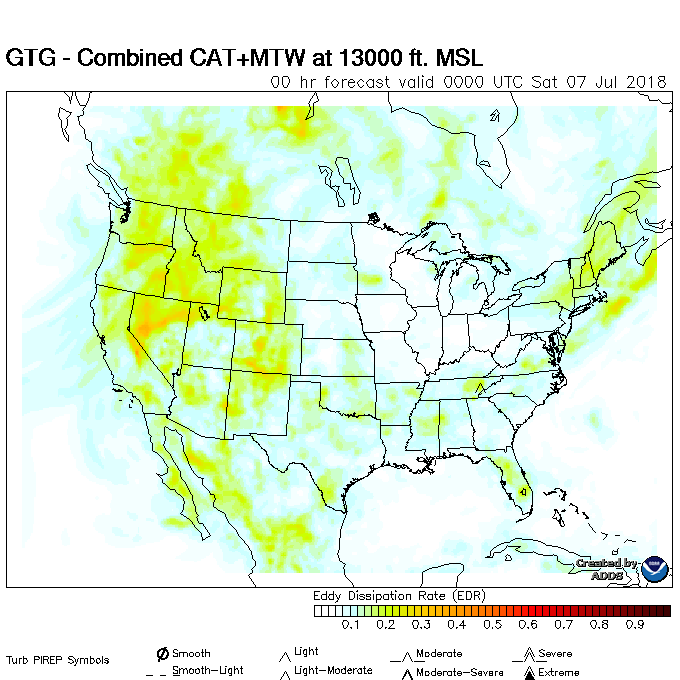 GTG - Combined CAT+MTW at 13000 ft. MSL
00 hr forecast valid 0000 UTC Sat 07 Jul 2018
Created by
ADDS
Eddy Dissipation Rate (EDR)
0.1 0.2 0.3 0.4 0.5 0.6 0.7 0.8 0.9
Turb PIREP Symbols
Smooth Light Moderate Severe
Smooth-Light Light-Moderate Moderate-Severe Extreme